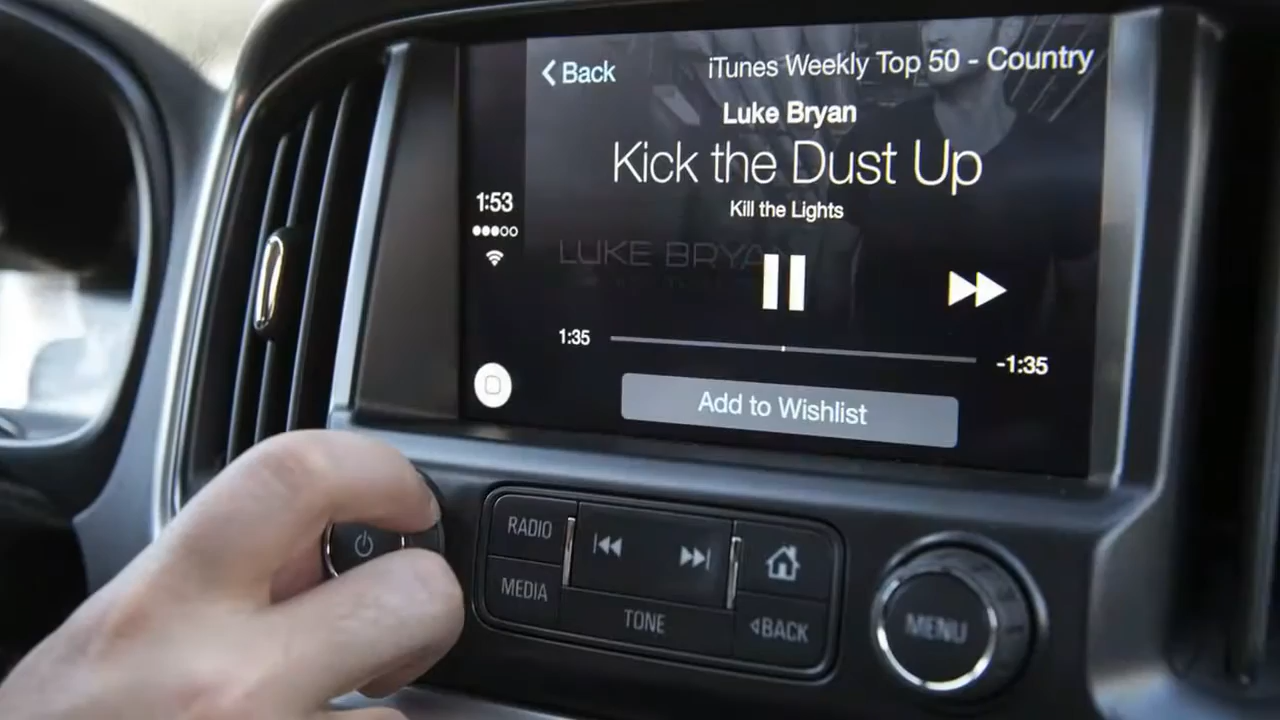 Back
iTunes Weekly Top 50 - Country
Luke Bryan
Kick the Dust Up
Kill the Lights
1:53
LUKE BRYAN
1:35
-1:35
Add to Wishlist
RADIO
MEDIA
TONE
BACK
MENU